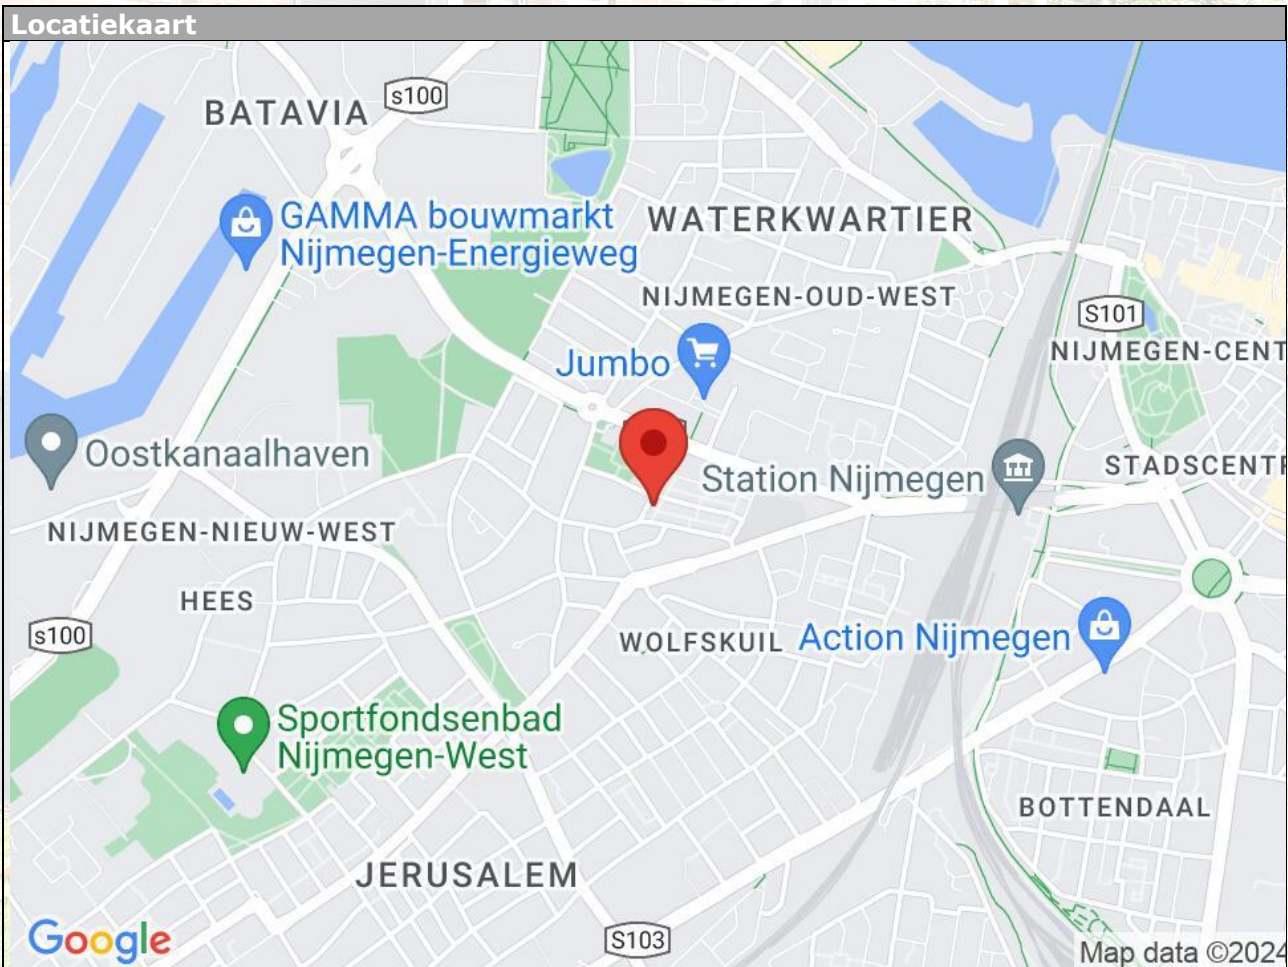 Locatiekaart
s100
BATAVIA
GAMMA bouwmarkt
Nijmegen-Energieweg
WATERKWARTIER
NIJMEGEN-OUD-WEST
S101
NIJMEGEN-CENT
Jumbo
Oostkanaalhaven
Station Nijmegen
STADSCENTR
NIJMEGEN-NIEUW-WEST
HEES
s100
WOLFSKUIL
Action Nijmegen
Sportfondsenbad
Nijmegen-West
BOTTENDAAL
JERUSALEM
S103
Google
Map data ©2024